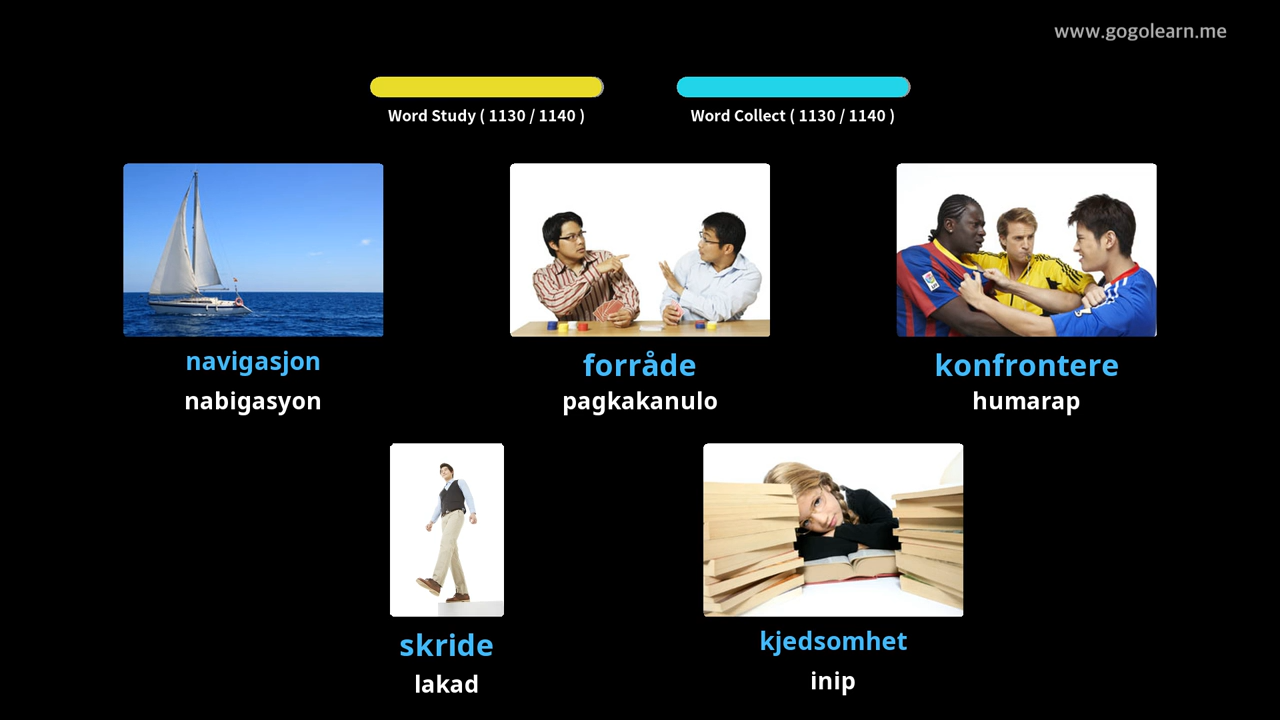 www.gogolearn.me
Word Study ( 1130 / 1140 )
Word Collect ( 1130 / 1140 )
navigasjon
nabigasyon
forråde
pagkakanulo
konfrontere
humarap
skride
lakad
kjedsomhet
inip